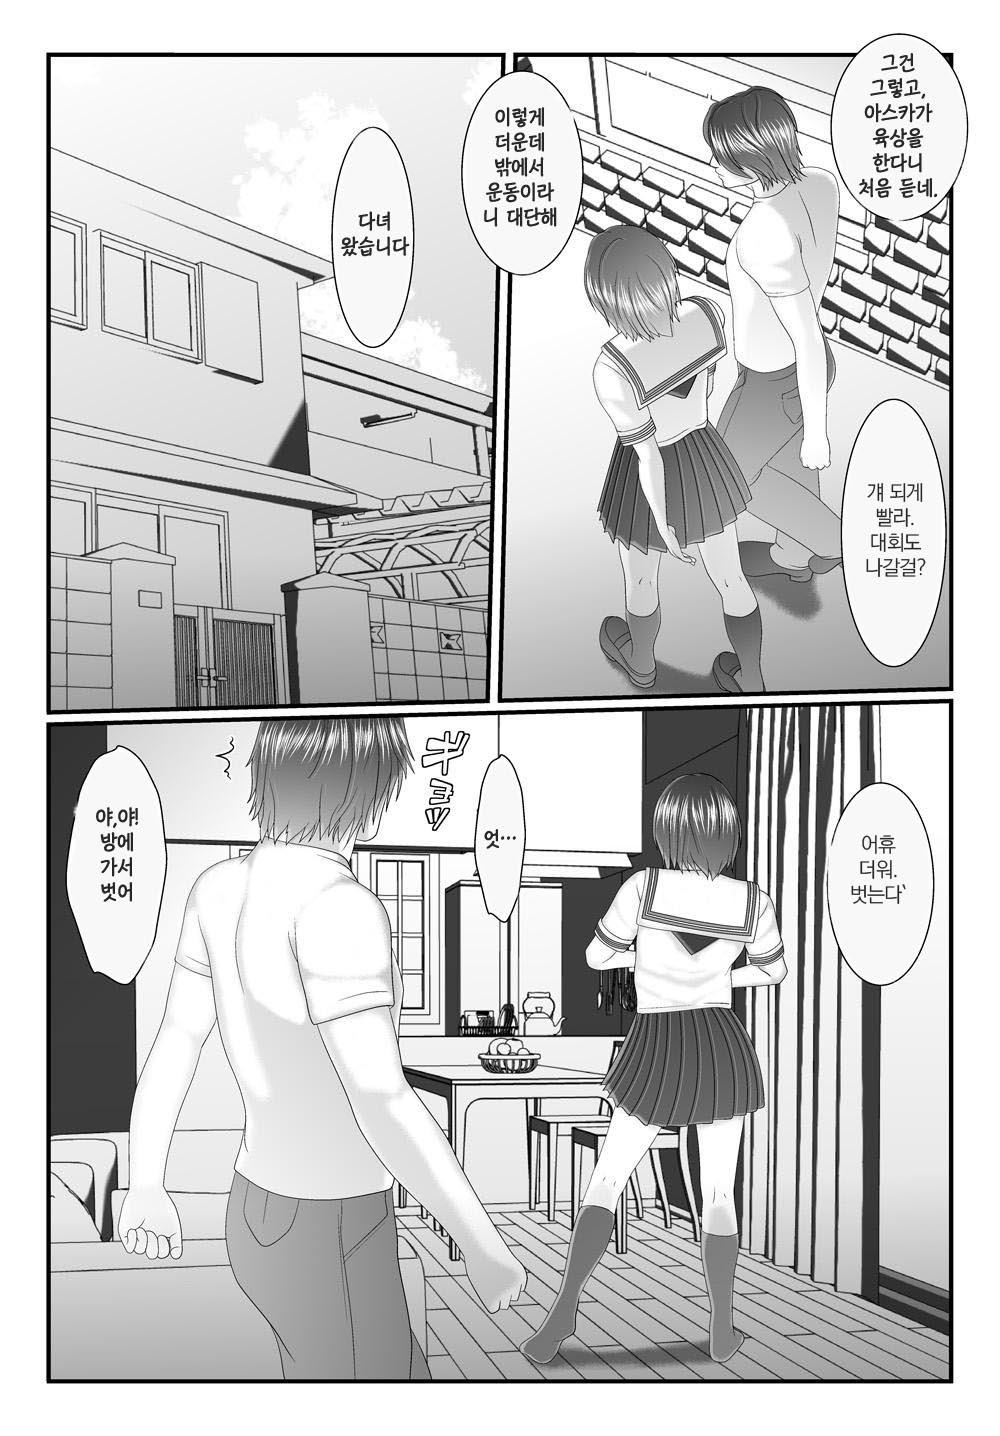 그건
그렇고,
아스카가
육상을
한다니
처음 듣네.
이렇게
더운데
밖에서
운동이라
니 대단해
걔 되게
빨라.
대회도
나갈걸?
다녀
왔습니다
어휴
더워.
벗는다`
엇…
ギョッ
야,야!
방에
가서
벗어